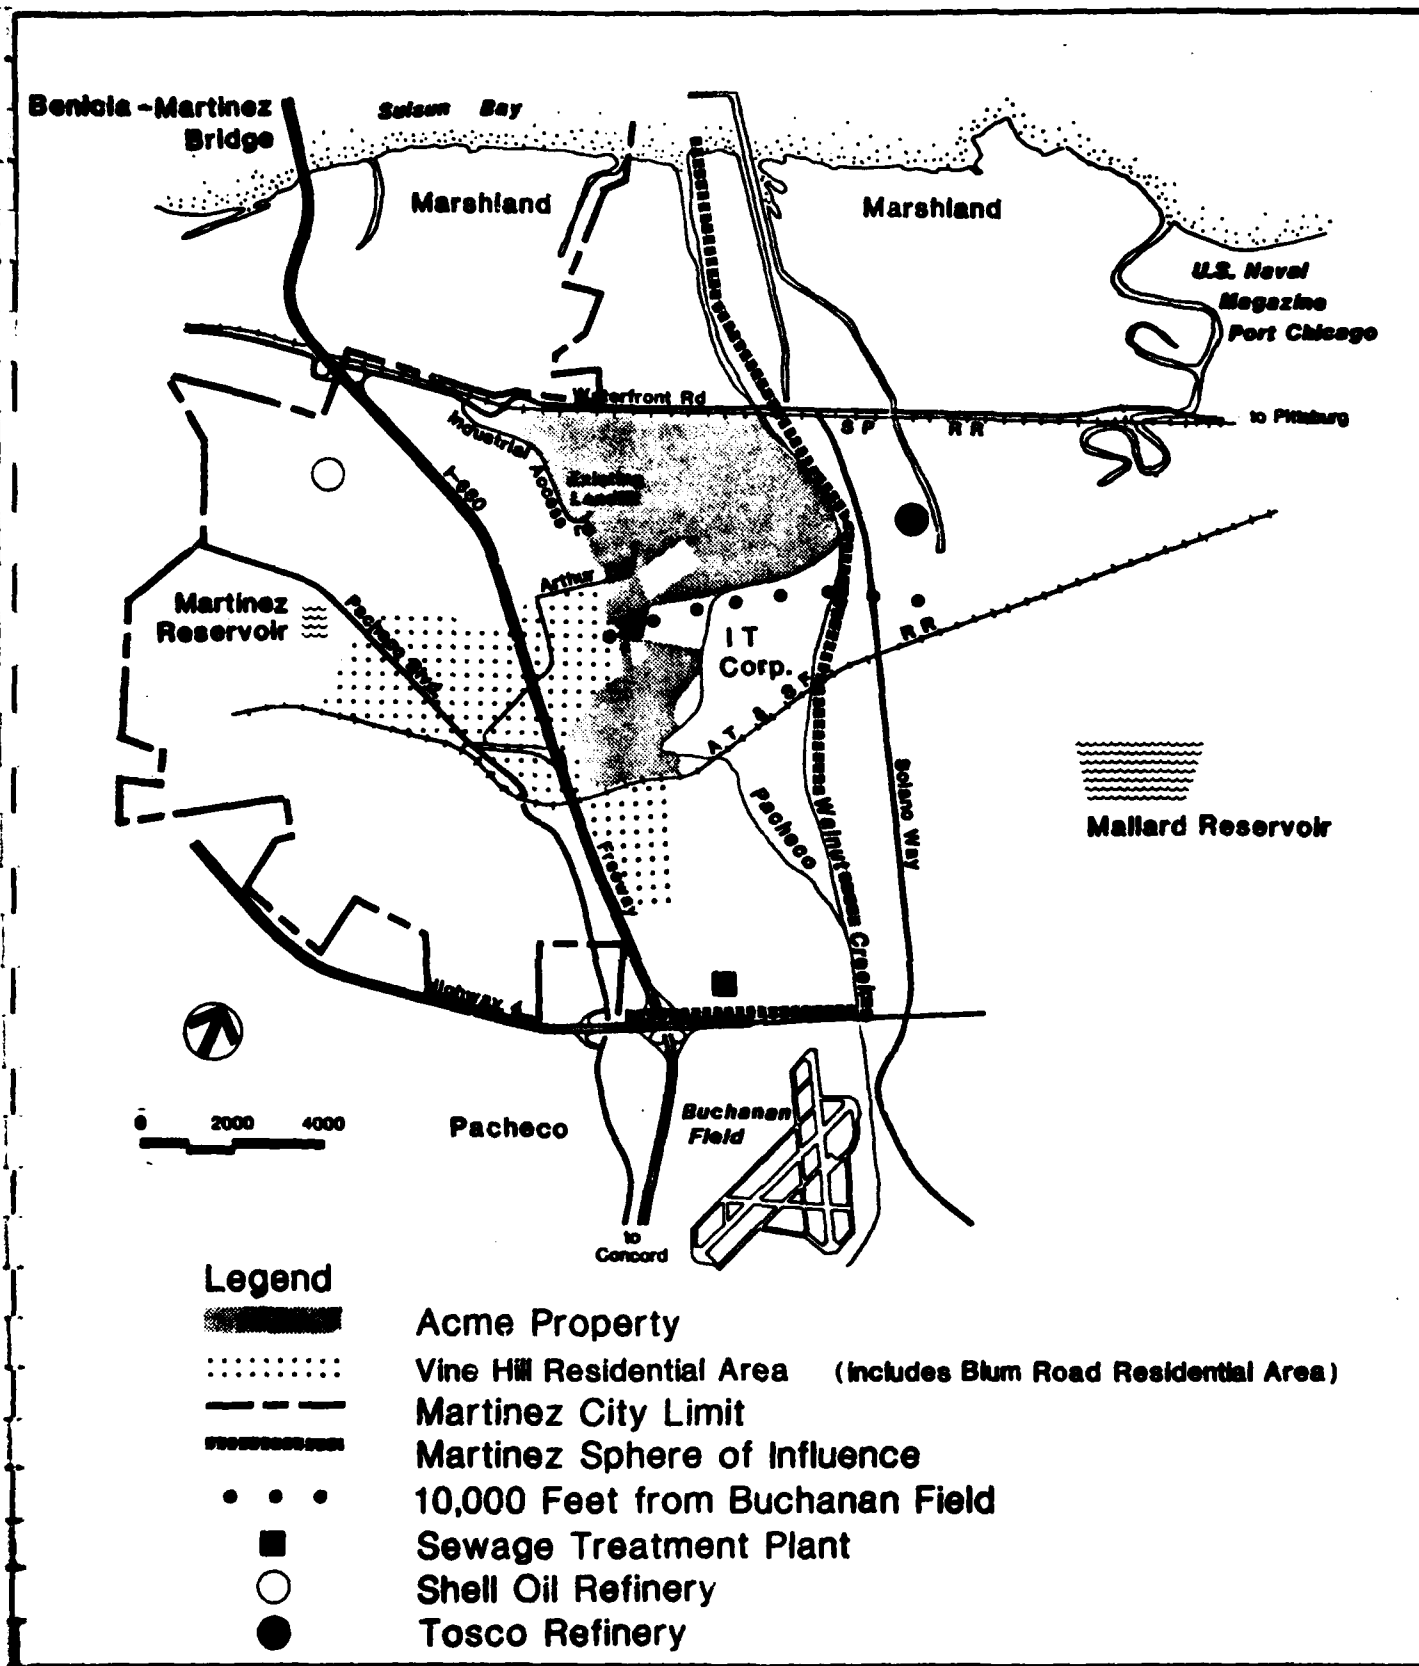 Benicia-Martinez
Bridge
Suisun Bay
Marshland
Marshland
U.S. Naval
Magazine
Port Chicago
Waterfront Rd
S P R R
to Pittsburg
Industrial Access
I-680
Existing
Landfill
Arthur
Martinez
Reservoir
Pacheco Blvd.
I T
Corp.
A T & S F R R
Solano Way
Pacheco
Walnut Creek
Mallard Reservoir
Freeway
Highway 4
0 2000 4000
Pacheco
Buchanan
Field
to
Concord
Legend
Acme Property
Vine Hill Residential Area (includes Blum Road Residential Area)
Martinez City Limit
Martinez Sphere of Influence
10,000 Feet from Buchanan Field
Sewage Treatment Plant
Shell Oil Refinery
Tosco Refinery